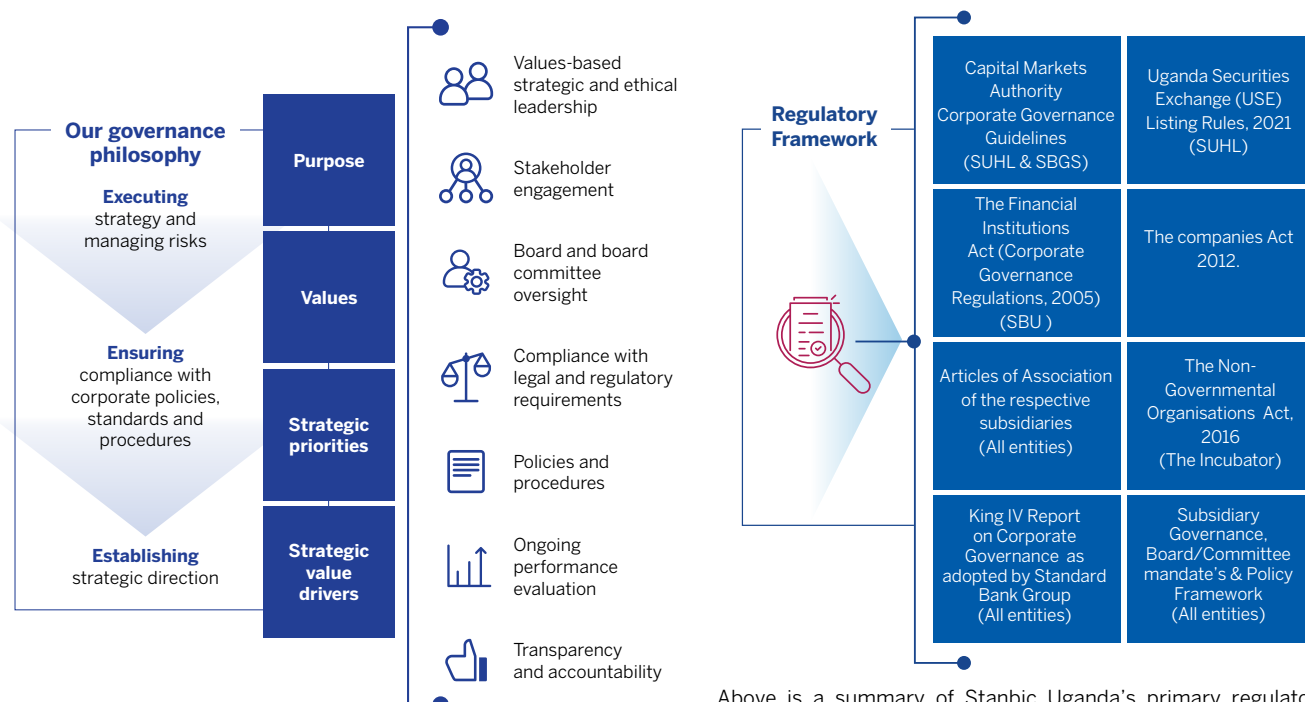 Our governance
philosophy
Executing
strategy and
managing risks
Ensuring
compliance with
corporate policies,
standards and
procedures
Establishing
strategic direction
Purpose
Values
Strategic
priorities
Strategic
value
drivers
Values-based
strategic and ethical
leadership
Stakeholder
engagement
Board and board
committee
oversight
Compliance with
legal and regulatory
requirements
Policies and
procedures
Ongoing
performance
evaluation
Transparency
and accountability
Regulatory
Framework
Capital Markets
Authority
Corporate Governance
Guidelines
(SUHL & SBGS)
Uganda Securities
Exchange (USE)
Listing Rules, 2021
(SUHL)
The Financial
Institutions
Act (Corporate
Governance
Regulations, 2005)
(SBU )
The companies Act
2012.
Articles of Association
of the respective
subsidiaries
(All entities)
The Non-
Governmental
Organisations Act,
2016
(The Incubator)
King IV Report
on Corporate
Governance as
adopted by Standard
Bank Group
(All entities)
Subsidiary
Governance,
Board/Committee
mandate's & Policy
Framework
(All entities)
Above is a summary of Stanbic Uganda's primary